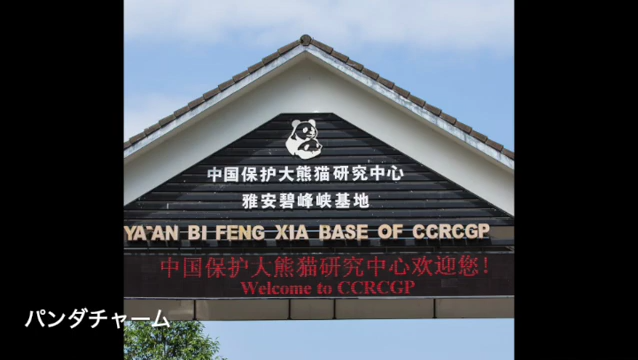 中国保护大熊猫研究中心
雅安碧峰峡基地
YA'AN BI FENG XIA BASE OF CCRCGP
中国保护大熊猫研究中心欢迎您!
Welcome to CCRCGP
パンダチャーム